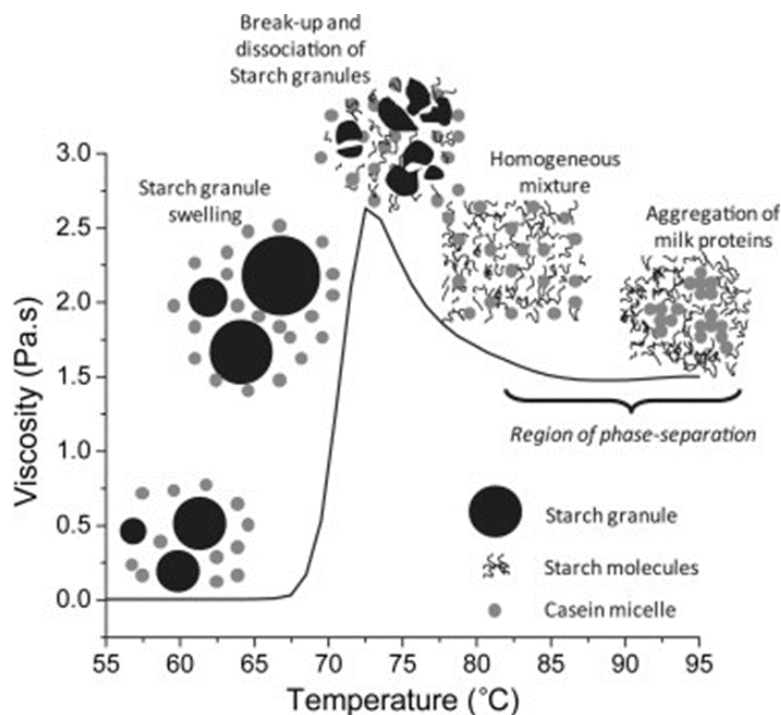 Break-up and
dissociation of
Starch granules
Starch granule
swelling
Homogeneous
mixture
Aggregation of
milk proteins
Region of phase-separation
Starch granule
Starch molecules
Casein micelle
Viscosity (Pa.s)
3.0
2.5
2.0
1.5
1.0
0.5
0.0
55 60 65 70 75 80 85 90 95
Temperature (°C)